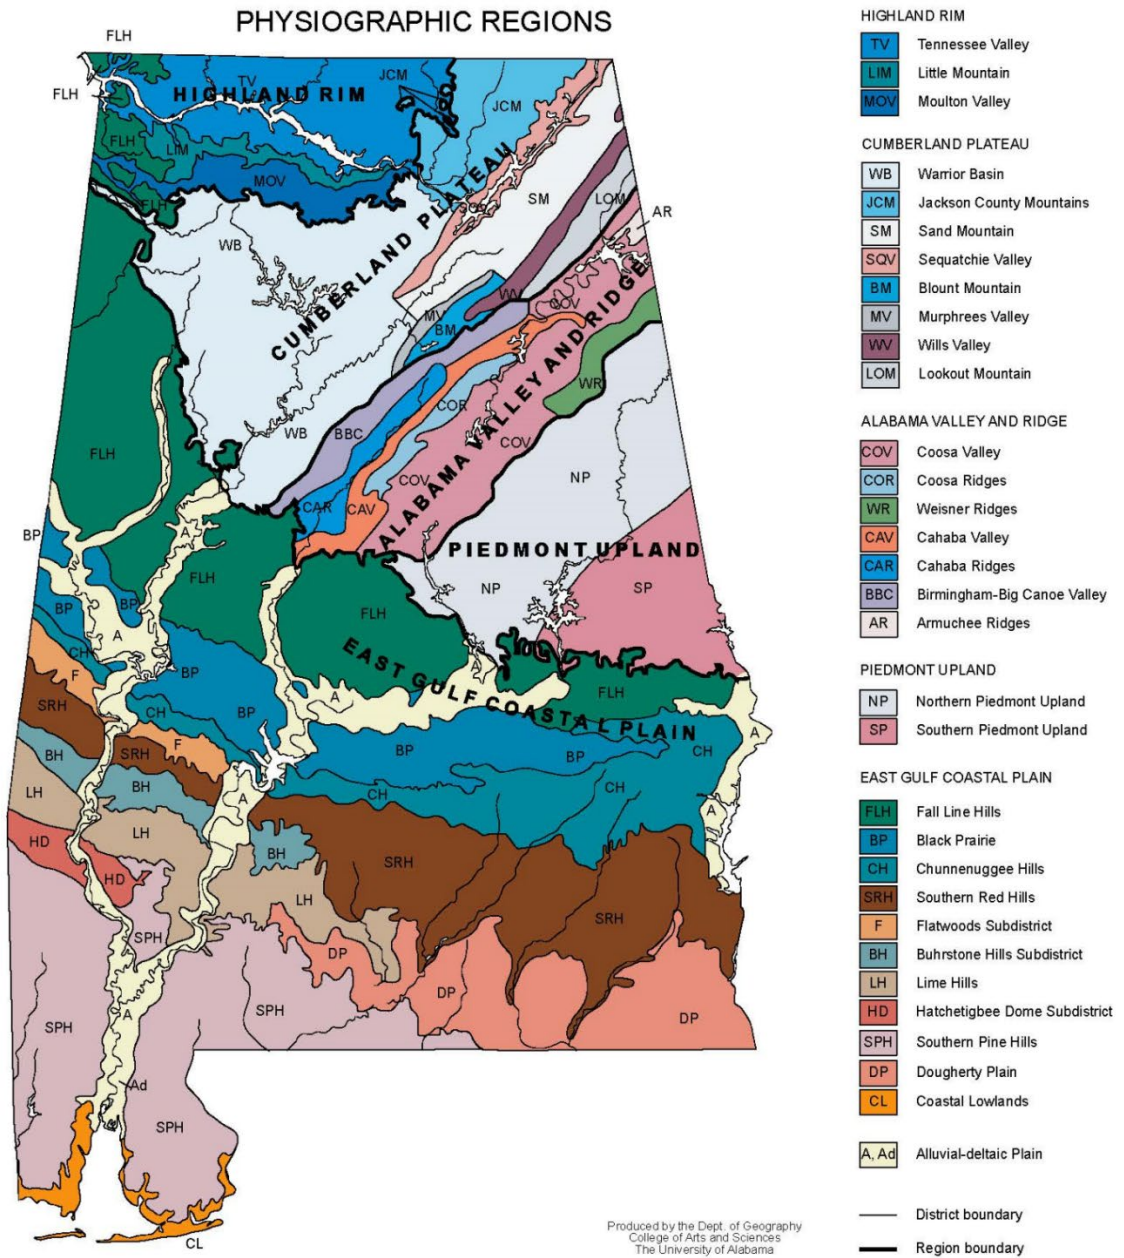 PHYSIOGRAPHIC REGIONS
FLH
FLH
TV
JCM
HIGHLAND RIM
JCM
FLH
LIM
MOV
FLH
SQV
SM
LOM
AR
WB
CUMBERLAND PLATEAU
WV
COV
MV
BM
WR
COR
BBC
WB
COV
ALABAMA VALLEY AND RIDGE
FLH
NP
COV
CAR
CAV
A
BP
PIEDMONT UPLAND
FLH
NP
SP
BP
BP
FLH
A
CH
EAST GULF COASTAL PLAIN
F
BP
A
FLH
SRH
CH
BP
A
BP
BP
CH
A
F
SRH
BH
BH
A
CH
CH
A
LH
LH
HD
BH
SRH
HD
LH
SRH
SPH
DP
DP
SPH
SPH
DP
A
Ad
SPH
CL
HIGHLAND RIM
TV Tennessee Valley
LIM Little Mountain
MOV Moulton Valley
CUMBERLAND PLATEAU
WB Warrior Basin
JCM Jackson County Mountains
SM Sand Mountain
SQV Sequatchie Valley
BM Blount Mountain
MV Murphrees Valley
WV Wills Valley
LOM Lookout Mountain
ALABAMA VALLEY AND RIDGE
COV Coosa Valley
COR Coosa Ridges
WR Weisner Ridges
CAV Cahaba Valley
CAR Cahaba Ridges
BBC Birmingham-Big Canoe Valley
AR Armuchee Ridges
PIEDMONT UPLAND
NP Northern Piedmont Upland
SP Southern Piedmont Upland
EAST GULF COASTAL PLAIN
FLH Fall Line Hills
BP Black Prairie
CH Chunnenuggee Hills
SRH Southern Red Hills
F Flatwoods Subdistrict
BH Buhrstone Hills Subdistrict
LH Lime Hills
HD Hatchetigbee Dome Subdistrict
SPH Southern Pine Hills
DP Dougherty Plain
CL Coastal Lowlands
A, Ad Alluvial-deltaic Plain
District boundary
Region boundary
Produced by the Dept. of Geography
College of Arts and Sciences
The University of Alabama